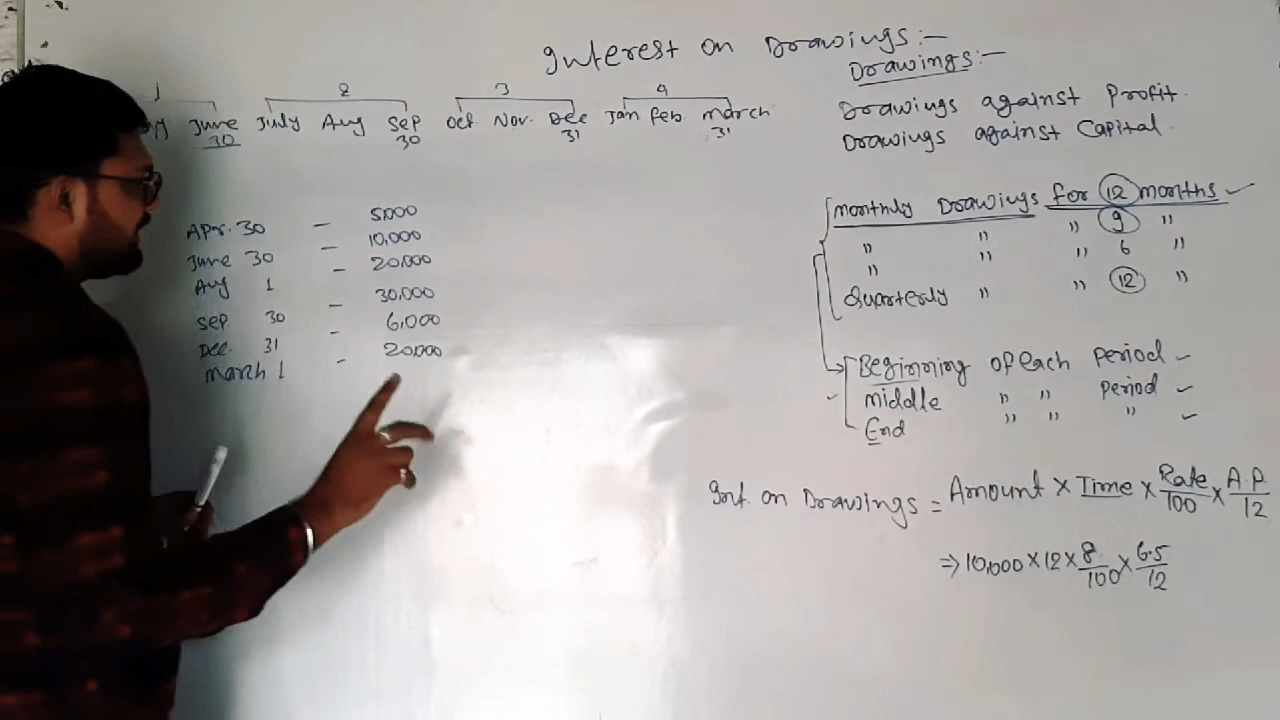 Interest on Drawings:-
Drawings:-
Drawings against Profit.
Drawings against Capital.
1 2 3 4
June July Aug Sep Oct Nov. Dec Jan Feb. march
30 30 31 31
Apr. 30 - 5,000
June 30 - 10,000
Aug 1 - 20,000
Sep. 30 - 30,000
Dec. 31 - 6,000
march 1 - 20,000
monthly Drawings for 12 months
" " " 9 "
" " " 6 "
Quarterly " " 12 "
Beginning of each period
middle " " period
End " " "
Int. on Drawings = Amount × Time × Rate/100 × A.P/12
⇒ 10,000 × 12 × 8/100 × 6.5/12